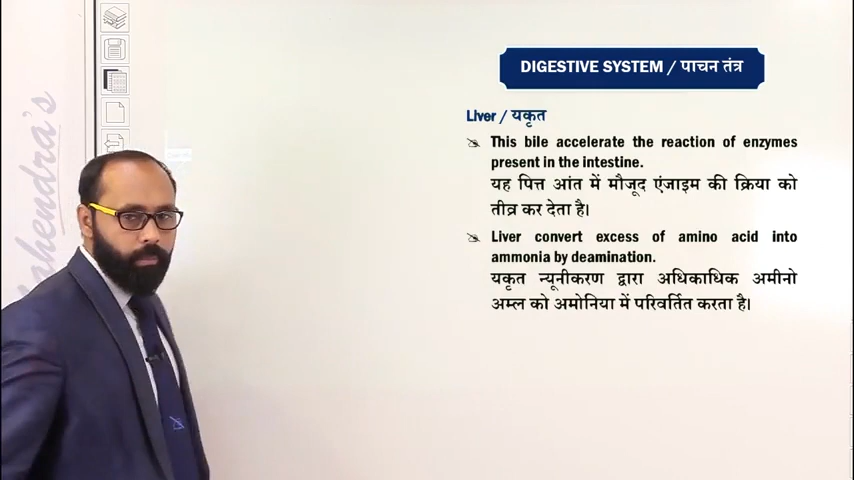 DIGESTIVE SYSTEM / पाचन तंत्र
Liver / यकृत
This bile accelerate the reaction of enzymes
present in the intestine.
यह पित्त आंत में मौजूद एंजाइम की क्रिया को
तीव्र कर देता है।
Liver convert excess of amino acid into
ammonia by deamination.
यकृत न्यूनीकरण द्वारा अधिकाधिक अमीनो
अम्ल को अमोनिया में परिवर्तित करता है।